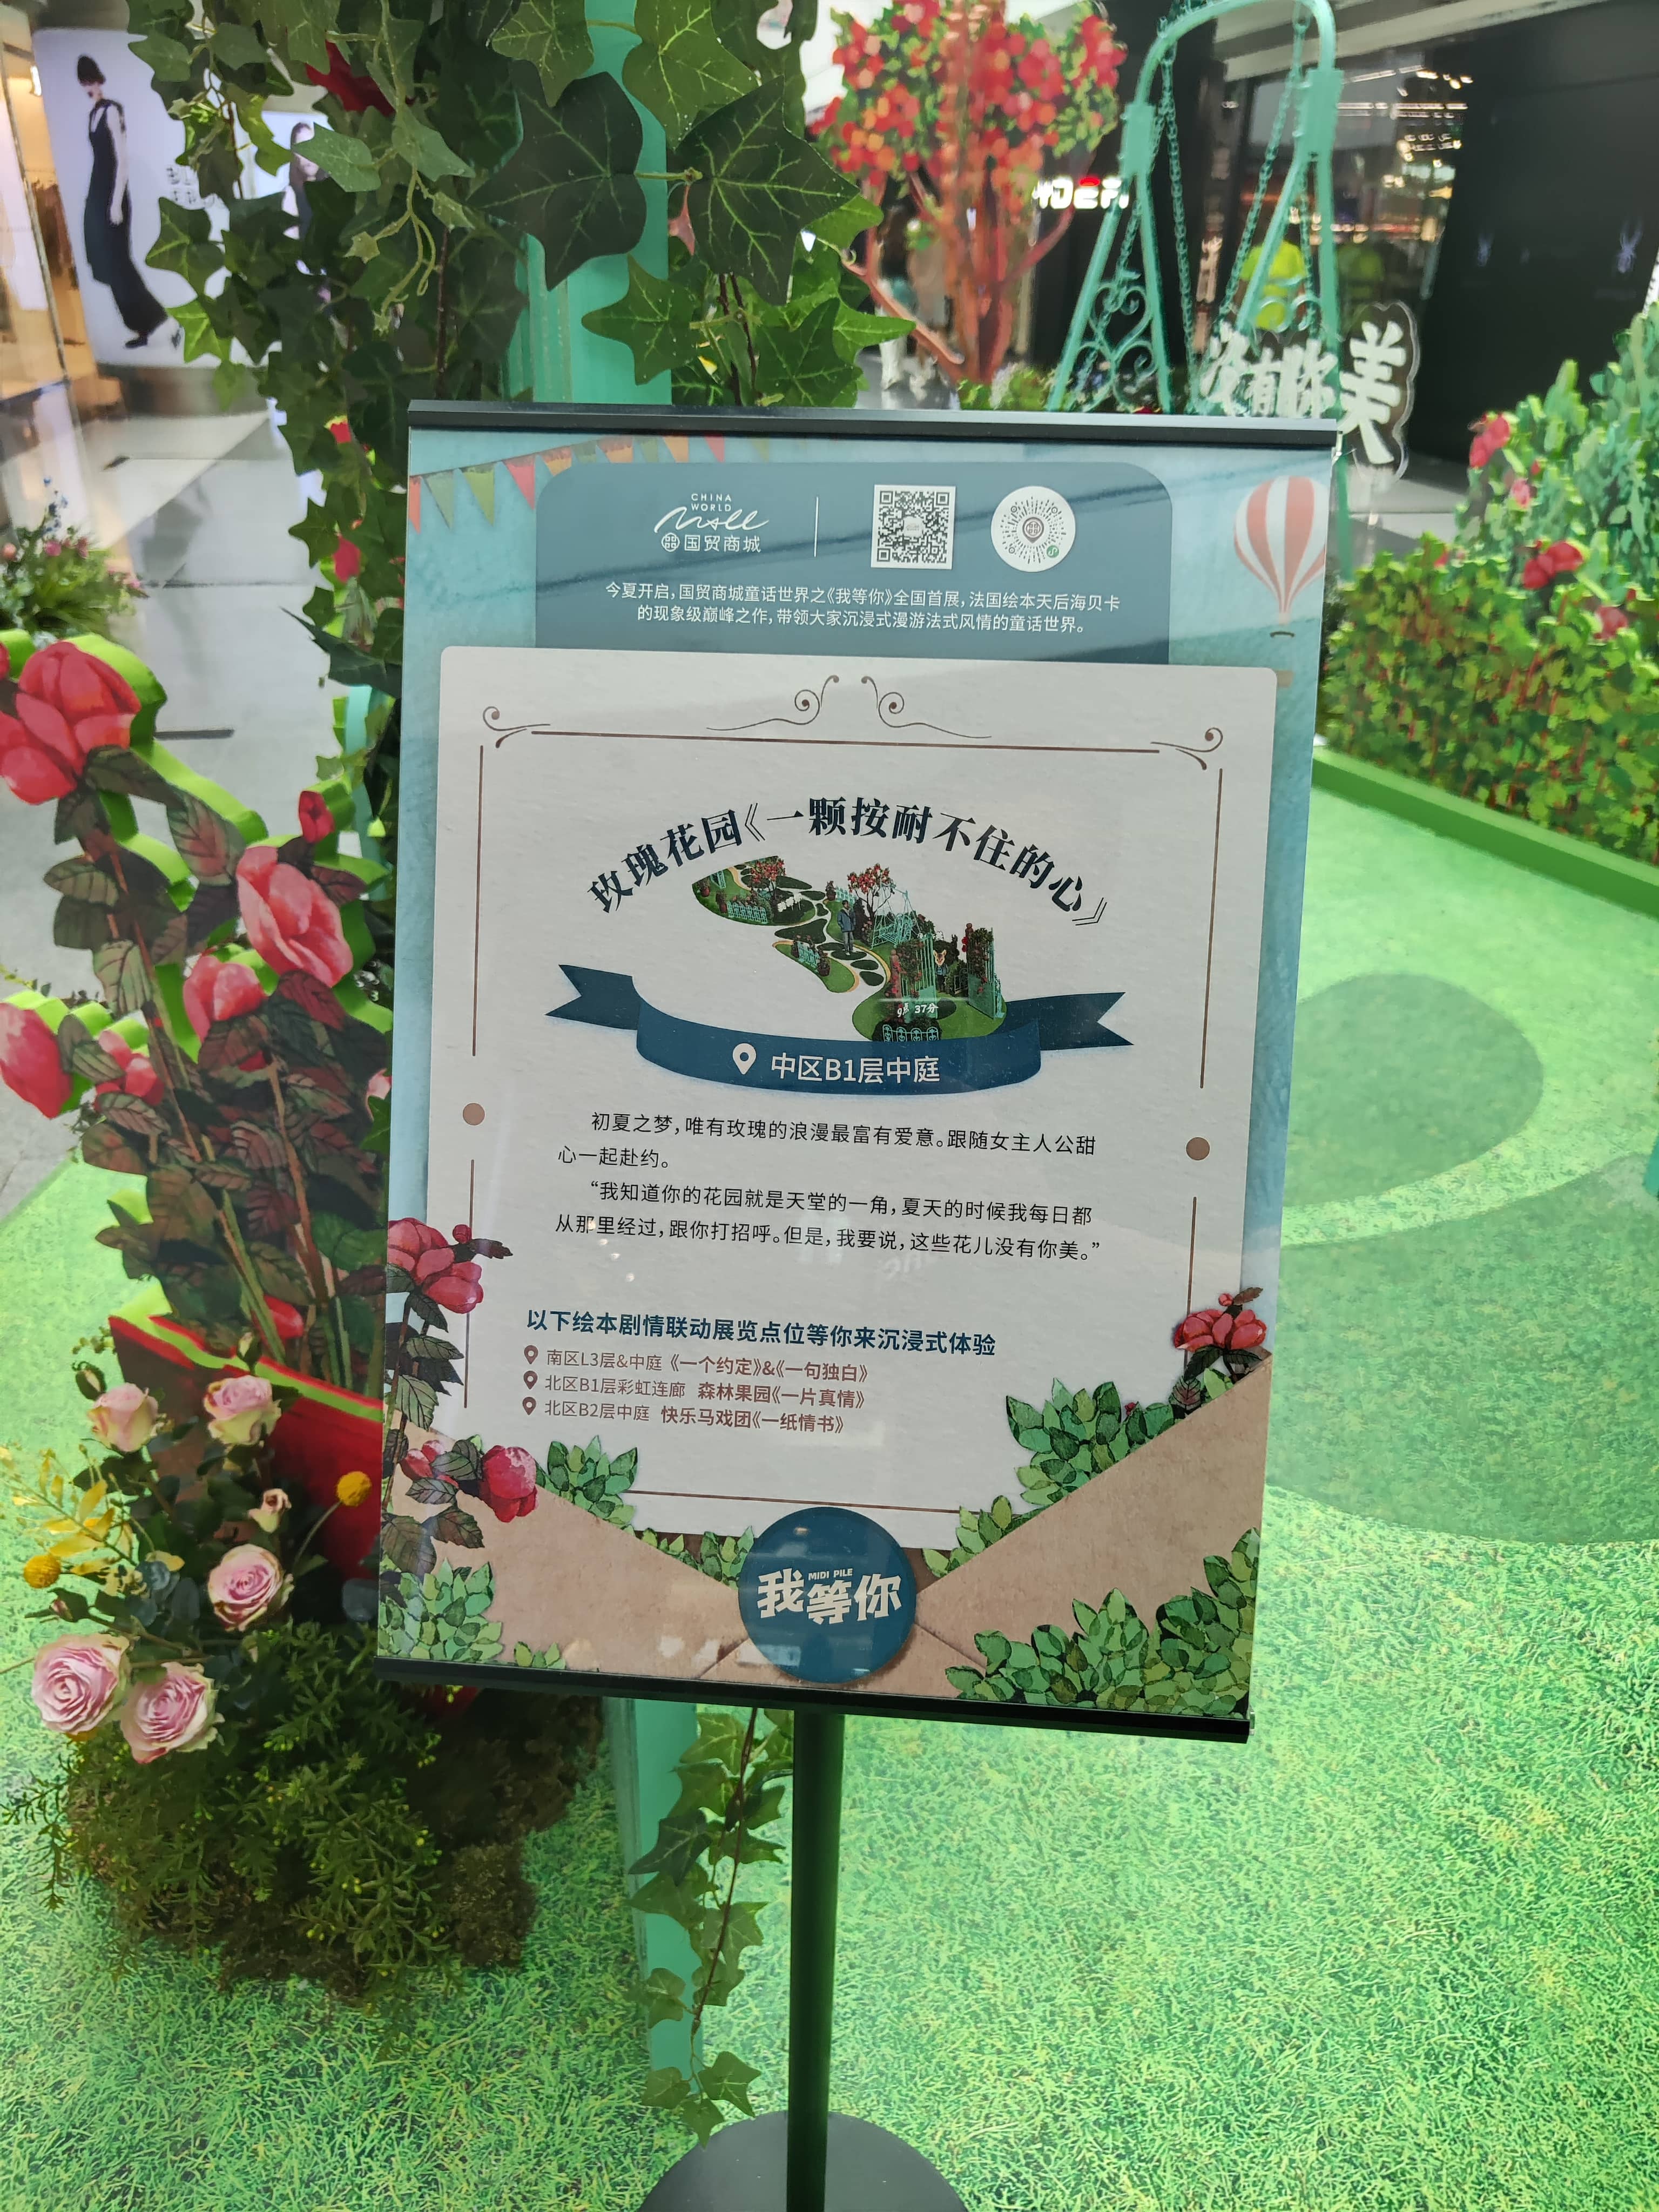 没有你美
CHINA
WORLD
Mall
国贸商城
今夏开启，国贸商城童话世界之《我等你》全国首展，法国绘本天后海贝卡
的现象级巅峰之作，带领大家沉浸式漫游法式风情的童话世界。
玫瑰花园《一颗按耐不住的心》
9点 37分
中区B1层中庭
初夏之梦，唯有玫瑰的浪漫最富有爱意。跟随女主人公甜
心一起赴约。
“我知道你的花园就是天堂的一角，夏天的时候我每日都
从那里经过，跟你打招呼。但是，我要说，这些花儿没有你美。”
以下绘本剧情联动展览点位等你来沉浸式体验
南区L3层&中庭《一个约定》&《一句独白》
北区B1层彩虹连廊 森林果园《一片真情》
北区B2层中庭 快乐马戏团《一纸情书》
MIDI PILE
我等你